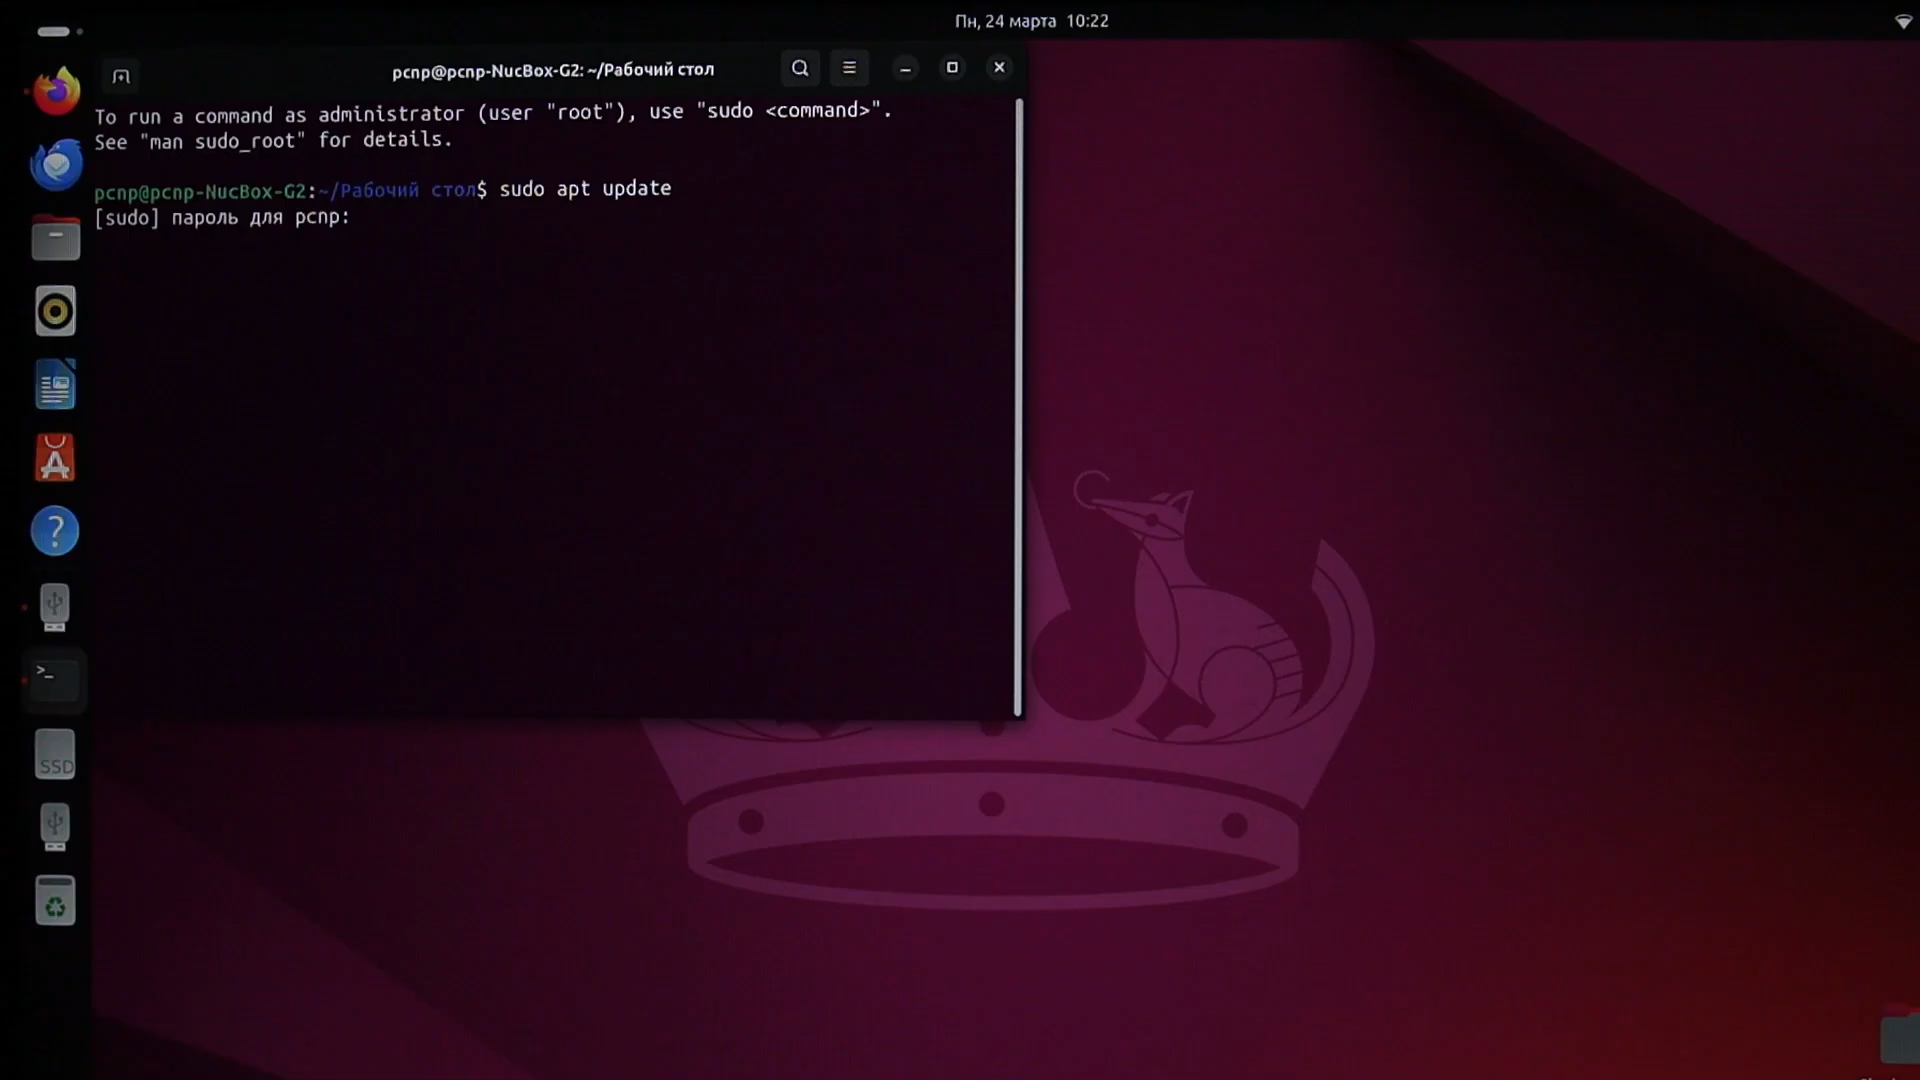 Пн, 24 марта 10:22
pcnp@pcnp-NucBox-G2: ~/Рабочий стол
To run a command as administrator (user "root"), use "sudo <command>".
See "man sudo_root" for details.
pcnp@pcnp-NucBox-G2:~/Рабочий стол$ sudo apt update
[sudo] пароль для pcnp:
>_
SSD